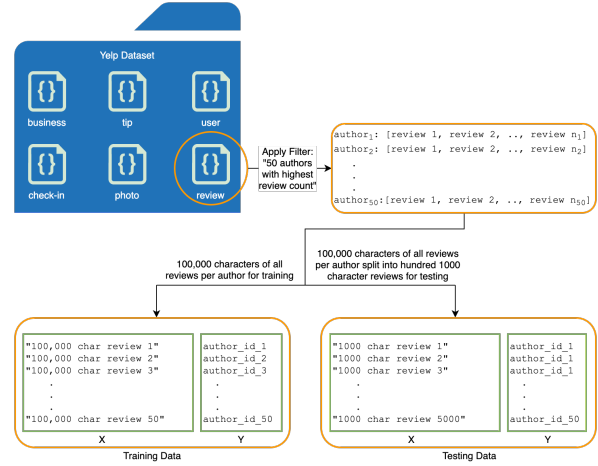 Yelp Dataset
{}
{}
{}
business
tip
user
{}
{}
{}
check-in
photo
review
Apply Filter:
"50 authors
with highest
review count"
author1: [review 1, review 2, .., review n1]
author2: [review 1, review 2, .., review n2]
.
.
.
author50:[review 1, review 2, .., review n50]
100,000 characters of all
reviews per author for training
100,000 characters of all reviews
per author split into hundred 1000
character reviews for testing
"100,000 char review 1"
"100,000 char review 2"
"100,000 char review 3"
.
.
.
"100,000 char review 50"
X
author_id_1
author_id_2
author_id_3
.
.
.
author_id_50
Y
Training Data
"1000 char review 1"
"1000 char review 2"
"1000 char review 3"
.
.
.
"1000 char review 5000"
X
author_id_1
author_id_1
author_id_1
.
.
.
author_id_50
Y
Testing Data